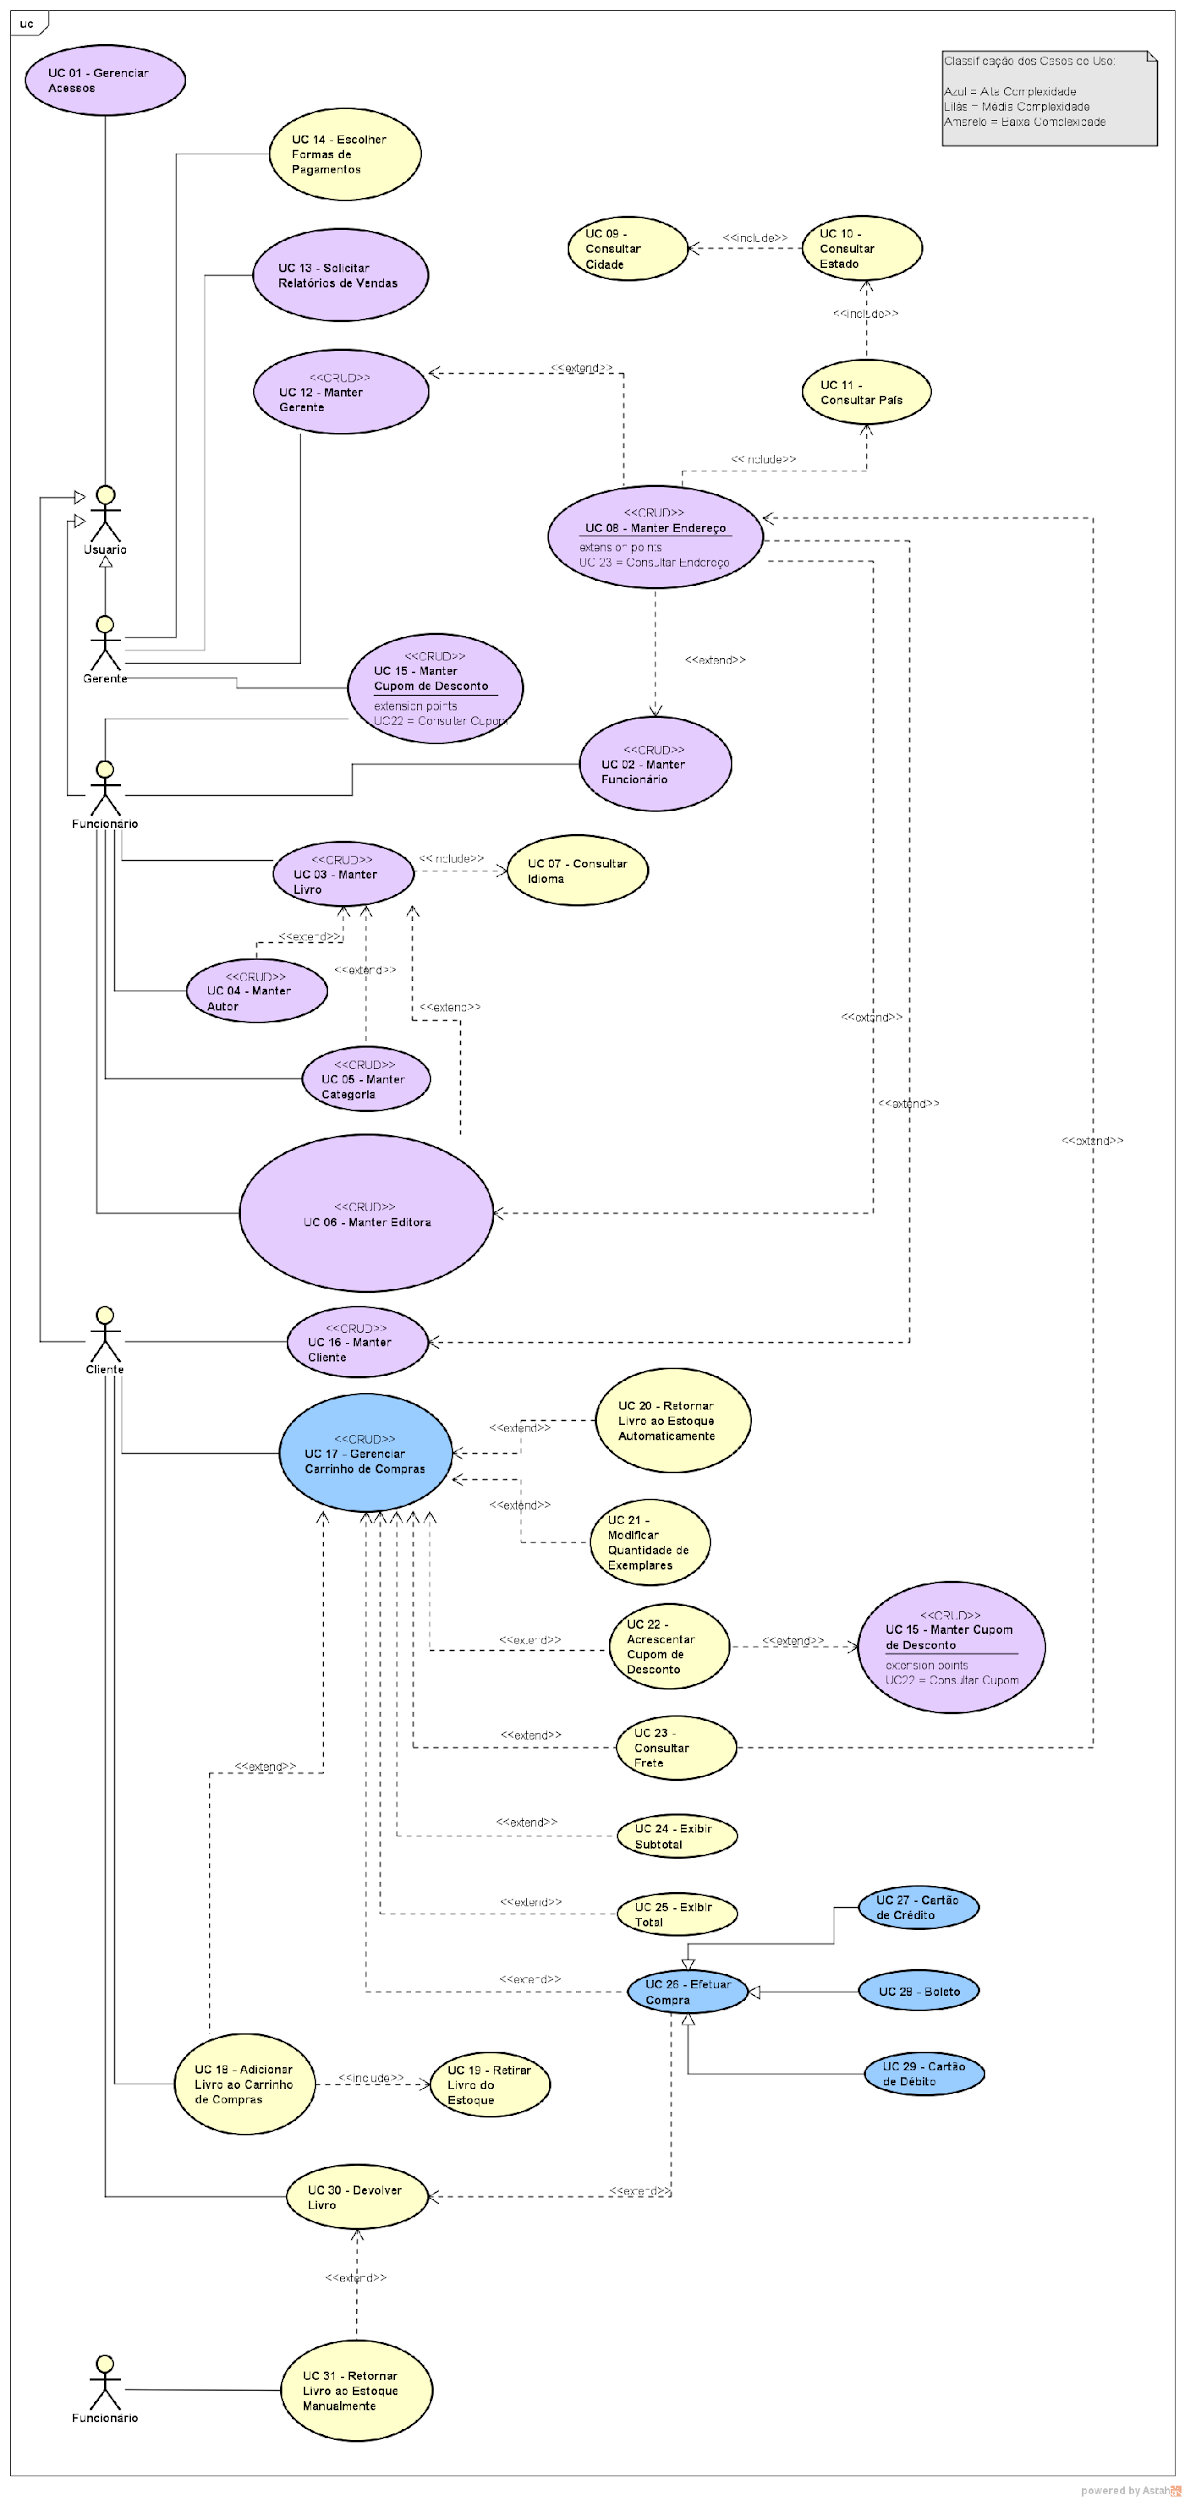 uc
UC 01 - Gerenciar
Acessos
Classificação dos Casos de Uso:
Azul = Alta Complexidade
Lilás = Média Complexidade
Amarelo = Baixa Complexidade
UC 14 - Escolher
Formas de
Pagamentos
UC 09 -
Consultar
Cidade
<<include>>
UC 10 -
Consultar
Estado
UC 13 - Solicitar
Relatórios de Vendas
<<include>>
<<CRUD>>
UC 12 - Manter
Gerente
<<extend>>
UC 11 -
Consultar País
<<include>>
Usuario
<<CRUD>>
UC 08 - Manter Endereço
extension points
UC 23 = Consultar Endereço
Gerente
<<CRUD>>
UC 15 - Manter
Cupom de Desconto
extension points
UC22 = Consultar Cupom
<<extend>>
<<CRUD>>
UC 02 - Manter
Funcionário
Funcionário
<<CRUD>>
UC 03 - Manter
Livro
<<include>>
UC 07 - Consultar
Idioma
<<extend>>
<<extend>>
<<CRUD>>
UC 04 - Manter
Autor
<<extend>>
<<extend>>
<<CRUD>>
UC 05 - Manter
Categoria
<<extend>>
<<extend>>
<<CRUD>>
UC 06 - Manter Editora
Cliente
<<CRUD>>
UC 16 - Manter
Cliente
<<CRUD>>
UC 17 - Gerenciar
Carrinho de Compras
<<extend>>
UC 20 - Retornar
Livro ao Estoque
Automaticamente
<<extend>>
UC 21 -
Modificar
Quantidade de
Exemplares
<<extend>>
UC 22 -
Acrescentar
Cupom de
Desconto
<<extend>>
<<CRUD>>
UC 15 - Manter Cupom
de Desconto
extension points
UC22 = Consultar Cupom
<<extend>>
UC 23 -
Consultar
Frete
<<extend>>
<<extend>>
UC 24 - Exibir
Subtotal
<<extend>>
UC 25 - Exibir
Total
UC 27 - Cartão
de Crédito
<<extend>>
UC 26 - Efetuar
Compra
UC 28 - Boleto
UC 29 - Cartão
de Débito
UC 18 - Adicionar
Livro ao Carrinho
de Compras
<<include>>
UC 19 - Retirar
Livro do
Estoque
UC 30 - Devolver
Livro
<<extend>>
<<extend>>
UC 31 - Retornar
Livro ao Estoque
Manualmente
Funcionário
powered by Astah